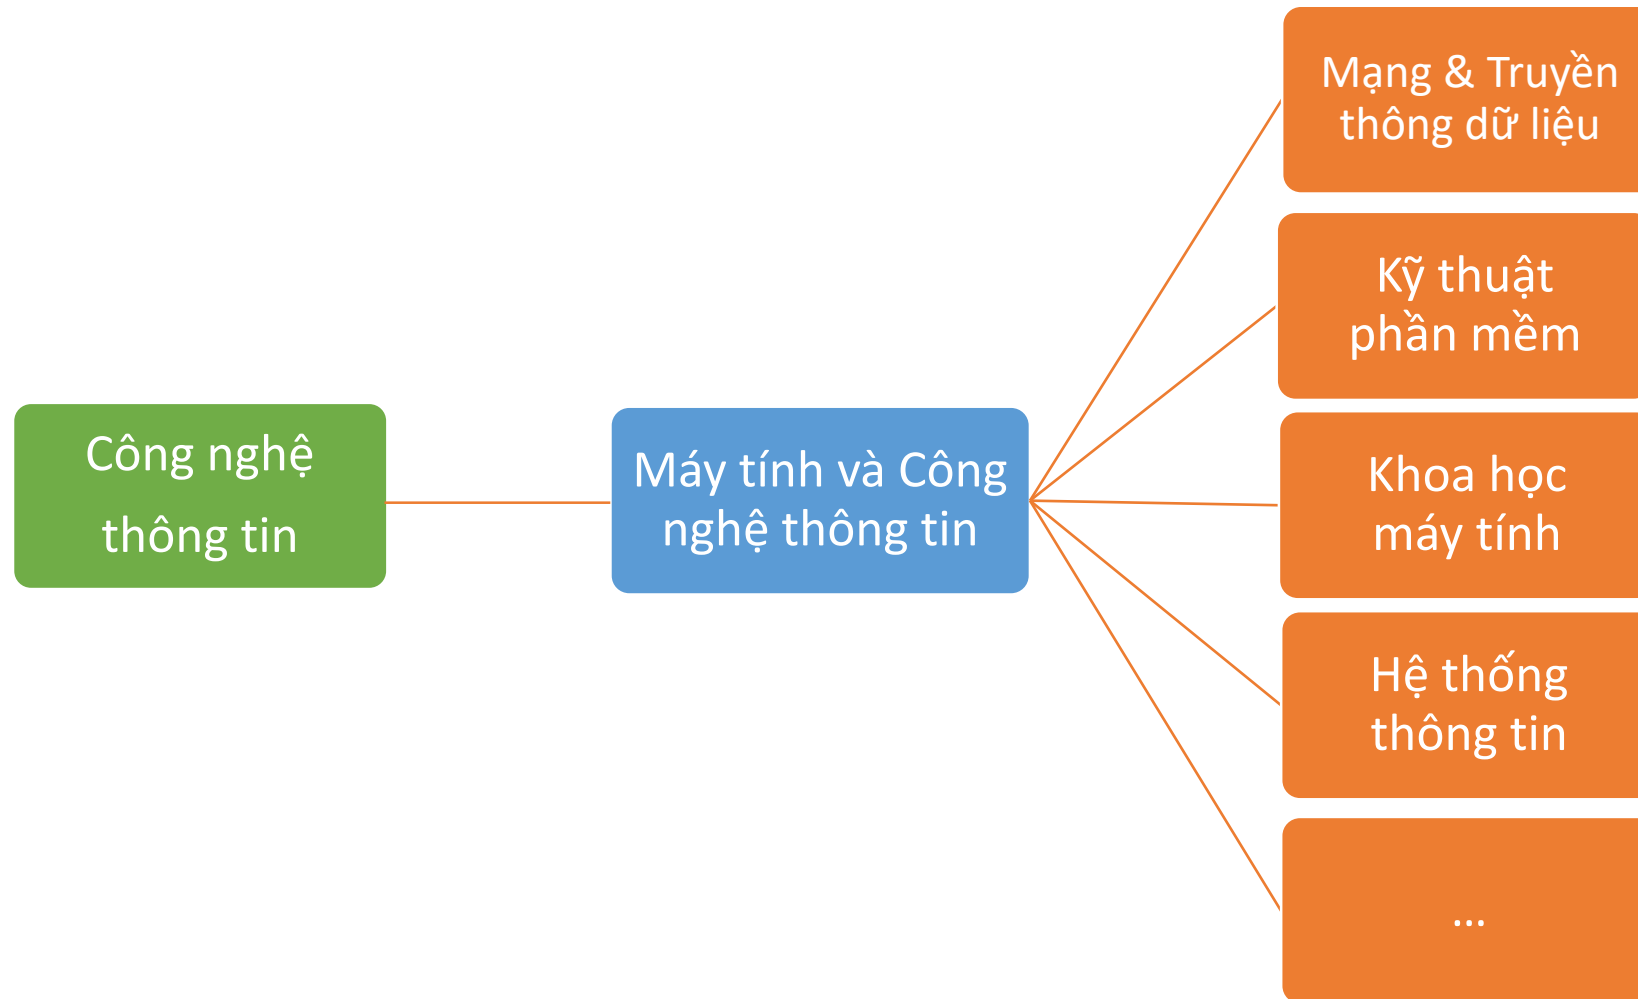 Công nghệ
thông tin
Máy tính và Công
nghệ thông tin
Mạng & Truyền
thông dữ liệu
Kỹ thuật
phần mềm
Khoa học
máy tính
Hệ thống
thông tin
...